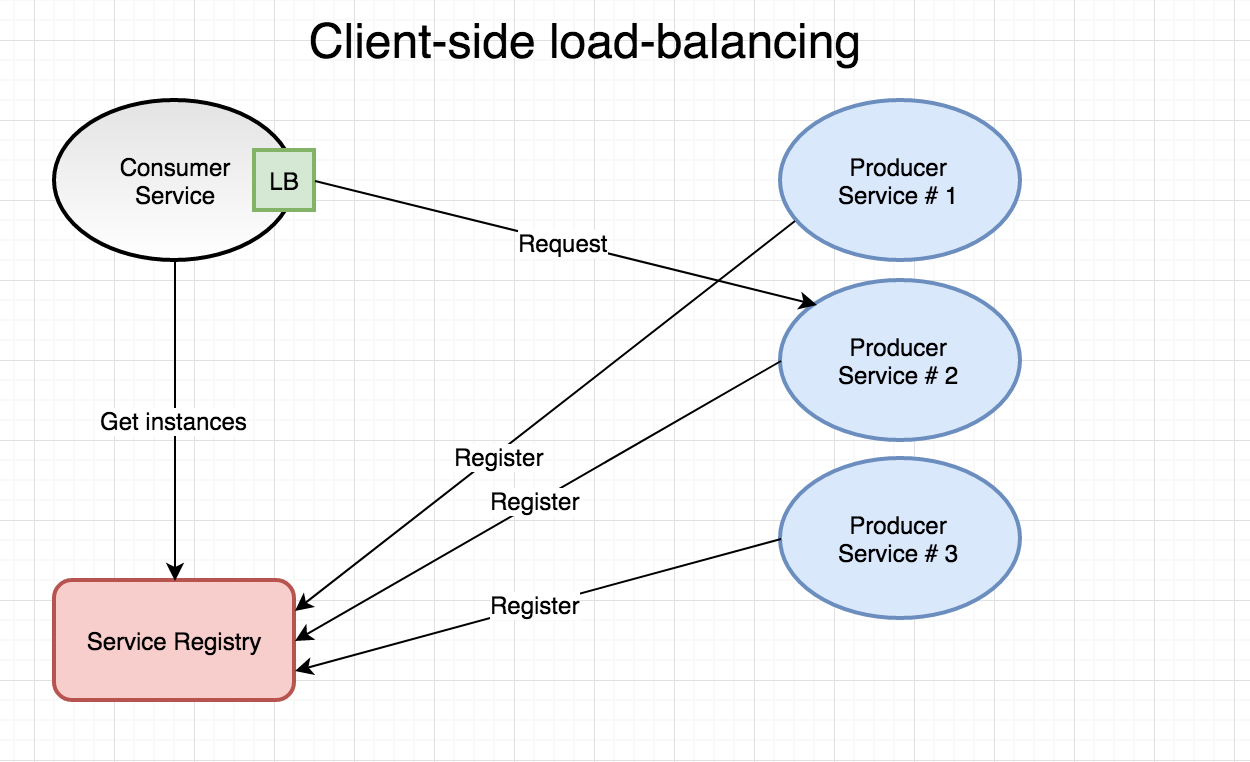 Client-side load-balancing
Consumer
Service
LB
Producer
Service # 1
Request
Producer
Service # 2
Get instances
Register
Register
Producer
Service # 3
Register
Service Registry